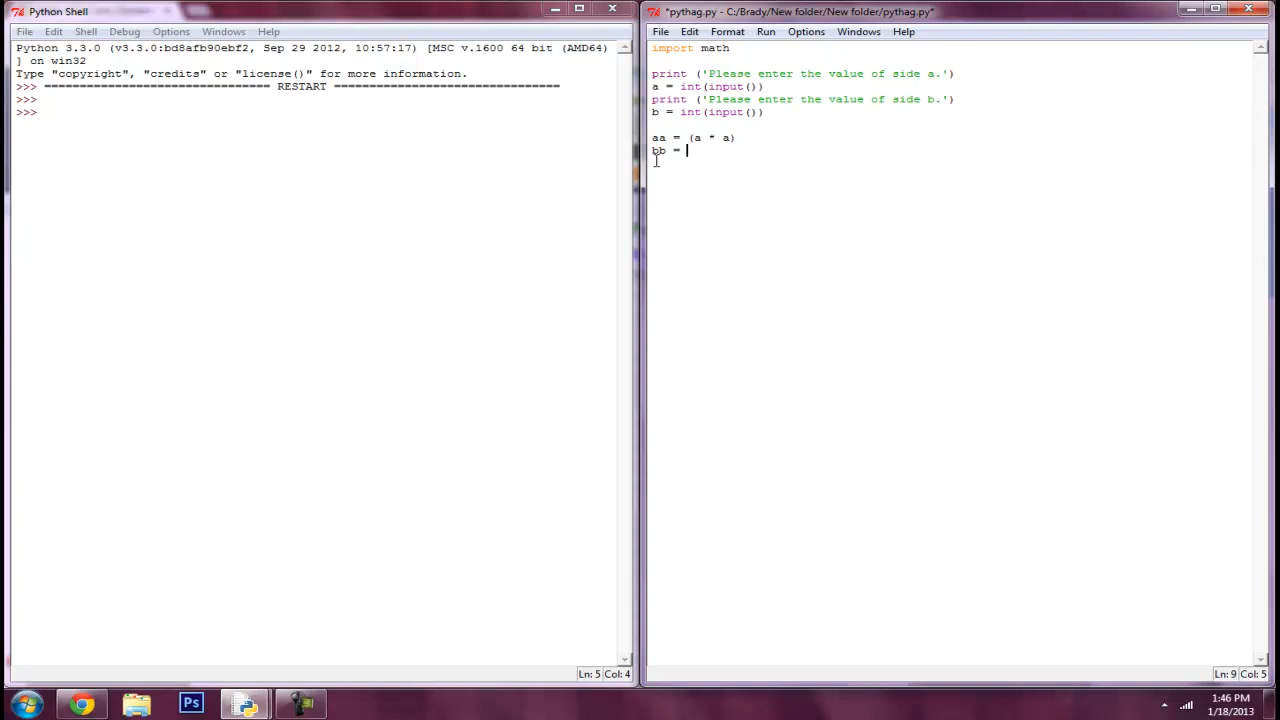 Python Shell
File Edit Shell Debug Options Windows Help
Python 3.3.0 (v3.3.0:bd8afb90ebf2, Sep 29 2012, 10:57:17) [MSC v.1600 64 bit (AMD64)
] on win32
Type "copyright", "credits" or "license()" for more information.
>>> ================================ RESTART ================================
>>>
>>>
Ln: 5 Col: 4
*pythag.py - C:/Brady/New folder/New folder/pythag.py*
File Edit Format Run Options Windows Help
import math
print ('Please enter the value of side a.')
a = int(input())
print ('Please enter the value of side b.')
b = int(input())
aa = (a * a)
bb =
Ln: 9 Col: 5
Ps
1:46 PM
1/18/2013